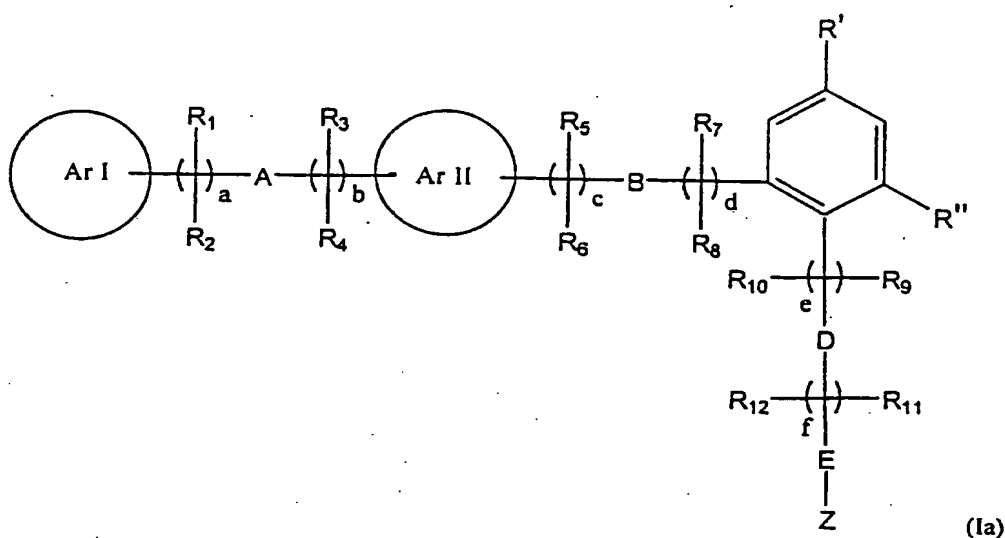 R'
R1 R3 R5 R7
Ar I ( ) a A ( ) b Ar II ( ) c B ( ) d
R2 R4 R6 R8 R"
R10 ( ) R9
e
D
R12 ( ) R11
f
E
Z
(Ia)